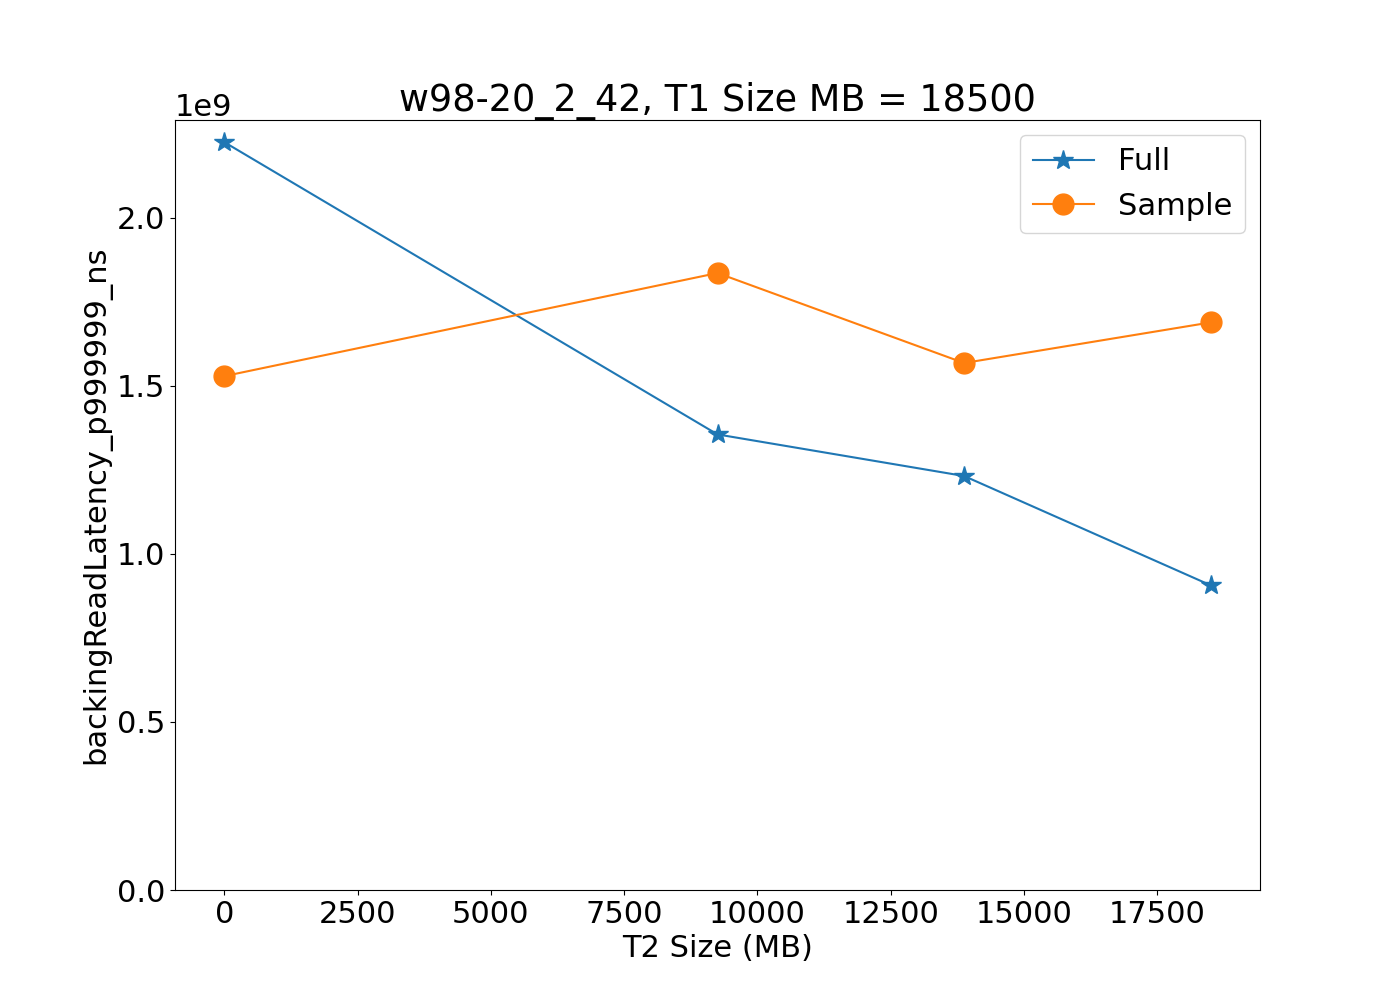 w98-20_2_42, T1 Size MB = 18500
1e9
Full
Sample
2.0
1.5
1.0
0.5
0.0
backingReadLatency_p999999_ns
0 2500 5000 7500 10000 12500 15000 17500
T2 Size (MB)